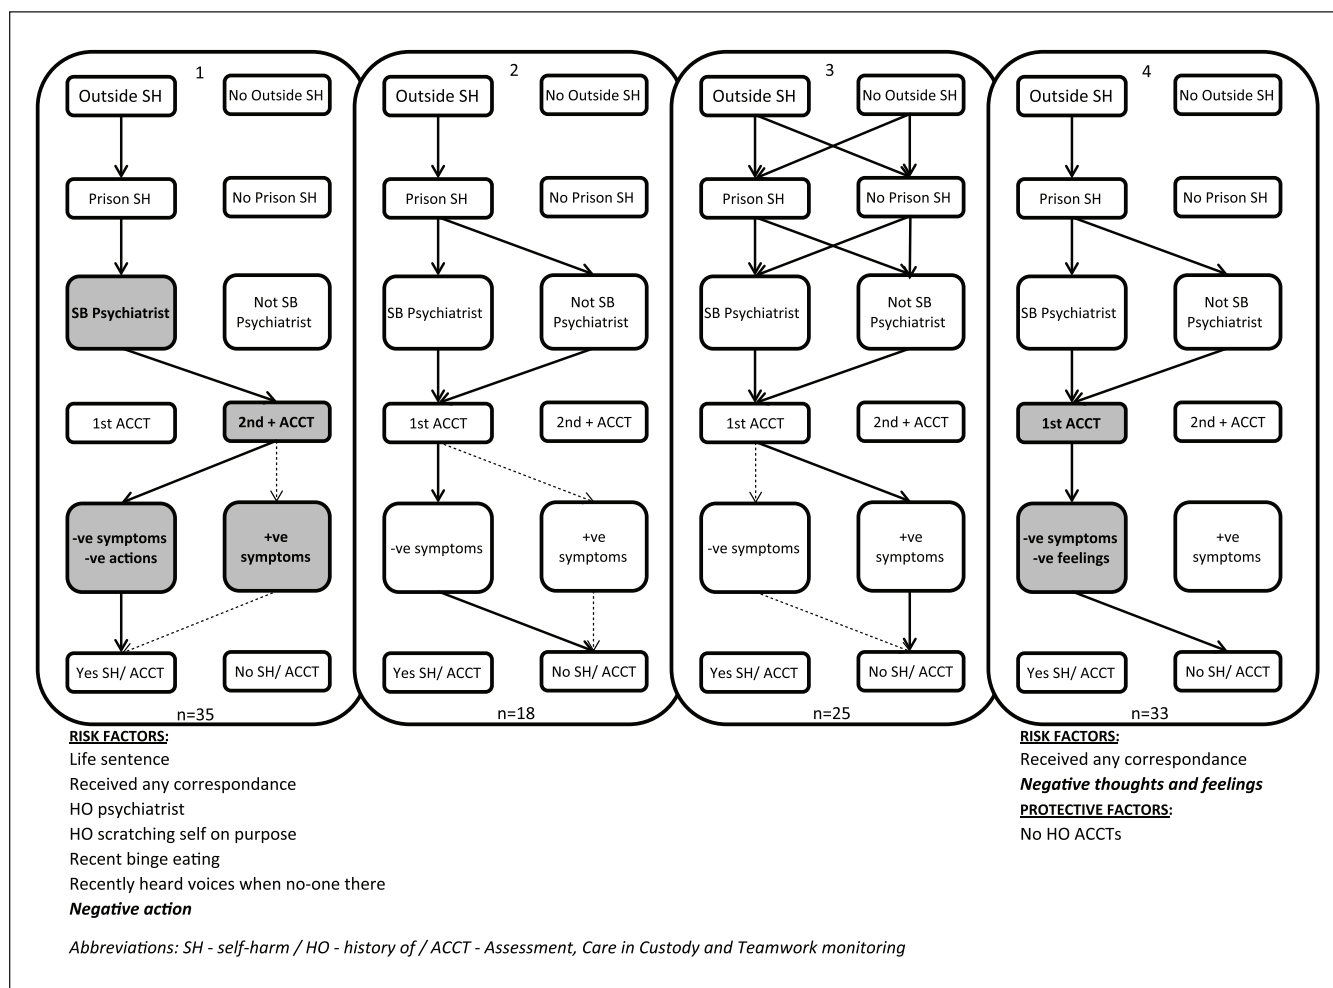 1
Outside SH
No Outside SH
Prison SH
No Prison SH
SB Psychiatrist
Not SB
Psychiatrist
1st ACCT
2nd + ACCT
-ve symptoms
-ve actions
+ve
symptoms
Yes SH/ ACCT
No SH/ ACCT
n=35
2
Outside SH
No Outside SH
Prison SH
No Prison SH
SB Psychiatrist
Not SB
Psychiatrist
1st ACCT
2nd + ACCT
-ve symptoms
+ve
symptoms
Yes SH/ ACCT
No SH/ ACCT
n=18
3
Outside SH
No Outside SH
Prison SH
No Prison SH
SB Psychiatrist
Not SB
Psychiatrist
1st ACCT
2nd + ACCT
-ve symptoms
+ve
symptoms
Yes SH/ ACCT
No SH/ ACCT
n=25
4
Outside SH
No Outside SH
Prison SH
No Prison SH
SB Psychiatrist
Not SB
Psychiatrist
1st ACCT
2nd + ACCT
-ve symptoms
-ve feelings
+ve
symptoms
Yes SH/ ACCT
No SH/ ACCT
n=33
RISK FACTORS:
Life sentence
Received any correspondance
HO psychiatrist
HO scratching self on purpose
Recent binge eating
Recently heard voices when no-one there
Negative action
RISK FACTORS:
Received any correspondance
Negative thoughts and feelings
PROTECTIVE FACTORS:
No HO ACCTs
Abbreviations: SH - self-harm / HO - history of / ACCT - Assessment, Care in Custody and Teamwork monitoring